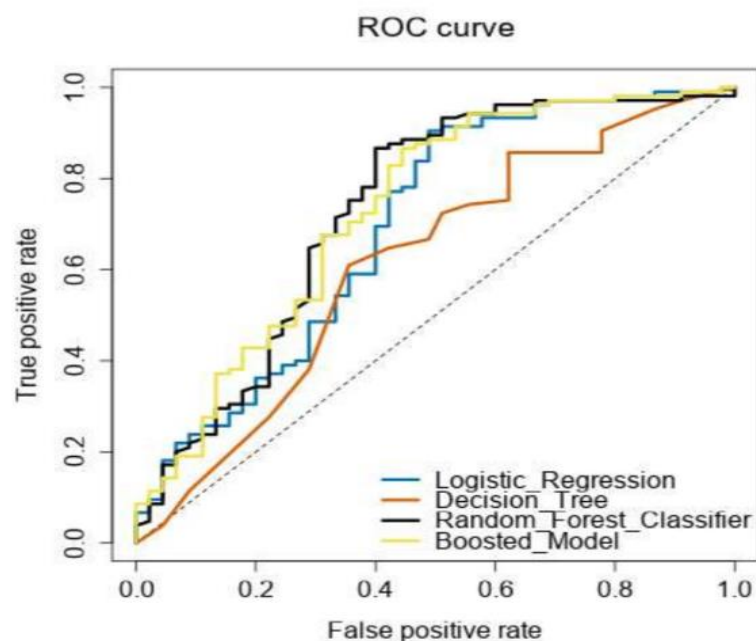 ROC curve
True positive rate
1.0
0.8
0.6
0.4
0.2
0.0
Logistic_Regression
Decision_Tree
Random_Forest_Classifier
Boosted_Model
0.0 0.2 0.4 0.6 0.8 1.0
False positive rate